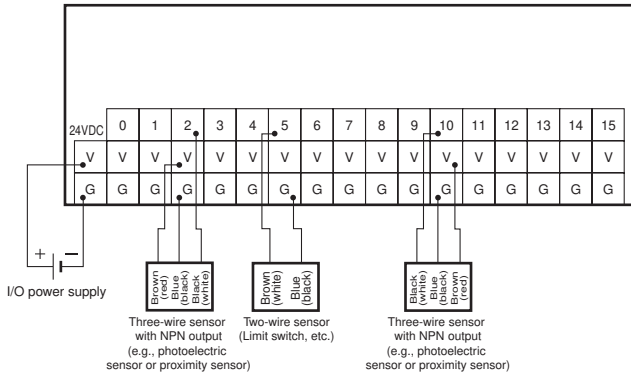 24VDC 0 1 2 3 4 5 6 7 8 9 10 11 12 13 14 15
V V V V V V V V V V V V V V V V V
G G G G G G G G G G G G G G G G G
+ −
I/O power supply
Brown (red)
Blue (black)
Black (white)
Three-wire sensor
with NPN output
(e.g., photoelectric
sensor or proximity sensor)
Brown (white)
Blue (black)
Two-wire sensor
(Limit switch, etc.)
Black (white)
Blue (black)
Brown (red)
Three-wire sensor
with NPN output
(e.g., photoelectric
sensor or proximity sensor)